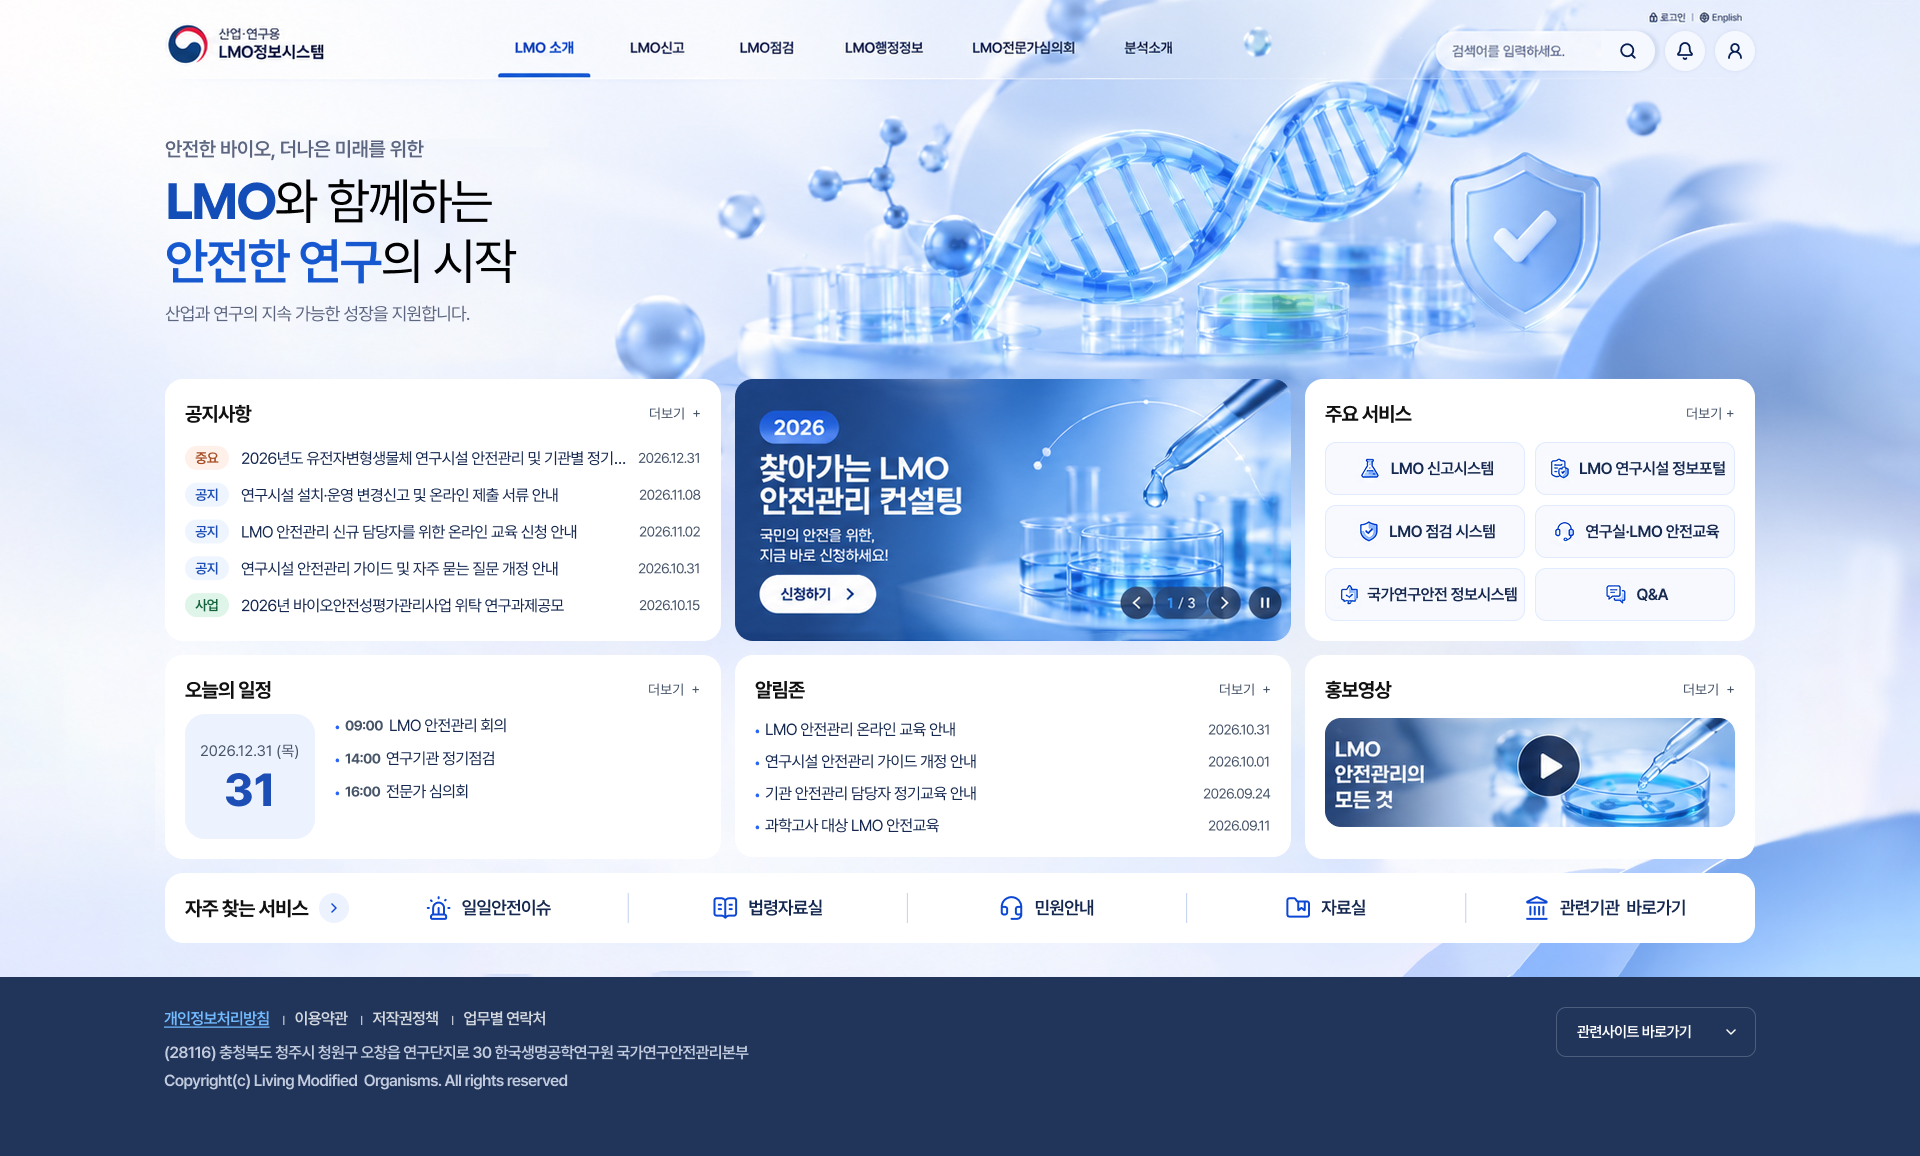 로그인 | English
산업·연구용
LMO정보시스템
LMO 소개
LMO신고
LMO점검
LMO행정정보
LMO전문가심의회
분석소개
검색어를 입력하세요.
안전한 바이오, 더나은 미래를 위한
LMO와 함께하는
안전한 연구의 시작
산업과 연구의 지속 가능한 성장을 지원합니다.
공지사항
더보기 +
중요 2026년도 유전자변형생물체 연구시설 안전관리 및 기관별 정기... 2026.12.31
공지 연구시설 설치·운영 변경신고 및 온라인 제출 서류 안내 2026.11.08
공지 LMO 안전관리 신규 담당자를 위한 온라인 교육 신청 안내 2026.11.02
공지 연구시설 안전관리 가이드 및 자주 묻는 질문 개정 안내 2026.10.31
사업 2026년 바이오안전성평가관리사업 위탁 연구과제공모 2026.10.15
2026
찾아가는 LMO
안전관리 컨설팅
국민의 안전을 위한,
지금 바로 신청하세요!
신청하기
1 / 3
주요 서비스
더보기 +
LMO 신고시스템
LMO 연구시설 정보포털
LMO 점검 시스템
연구실·LMO 안전교육
국가연구안전 정보시스템
Q&A
오늘의 일정
더보기 +
2026.12.31 (목)
31
• 09:00 LMO 안전관리 회의
• 14:00 연구기관 정기점검
• 16:00 전문가 심의회
알림존
더보기 +
• LMO 안전관리 온라인 교육 안내 2026.10.31
• 연구시설 안전관리 가이드 개정 안내 2026.10.01
• 기관 안전관리 담당자 정기교육 안내 2026.09.24
• 과학고사 대상 LMO 안전교육 2026.09.11
홍보영상
더보기 +
LMO
안전관리의
모든 것
자주 찾는 서비스
일일안전이슈
법령자료실
민원안내
자료실
관련기관 바로가기
개인정보처리방침 | 이용약관 | 저작권정책 | 업무별 연락처
(28116) 충청북도 청주시 청원구 오창읍 연구단지로 30 한국생명공학연구원 국가연구안전관리본부
Copyright(c) Living Modified Organisms. All rights reserved
관련사이트 바로가기